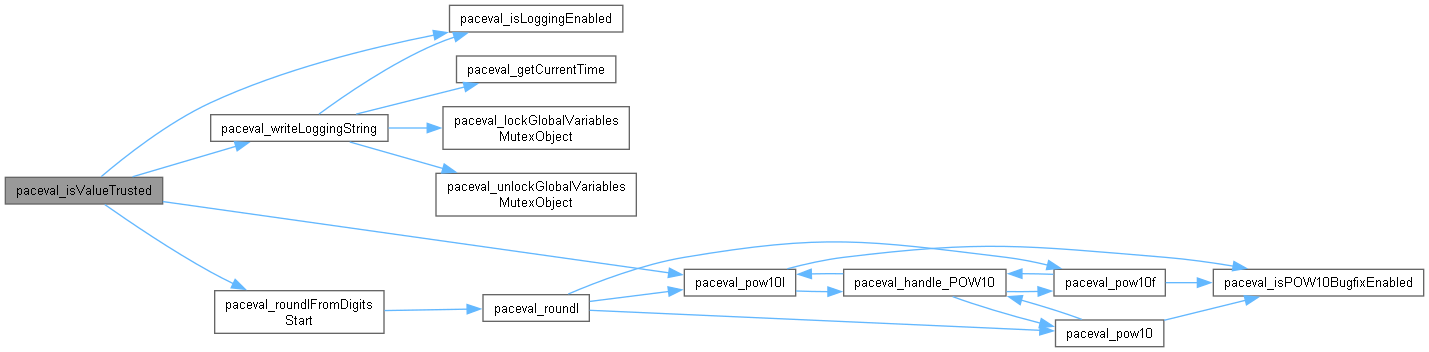 paceval_isLoggingEnabled
paceval_getCurrentTime
paceval_writeLoggingString
paceval_lockGlobalVariables
MutexObject
paceval_unlockGlobalVariables
MutexObject
paceval_isValueTrusted
paceval_pow10l
paceval_handle_POW10
paceval_pow10f
paceval_isPOW10BugfixEnabled
paceval_roundlFromDigits
Start
paceval_roundl
paceval_pow10